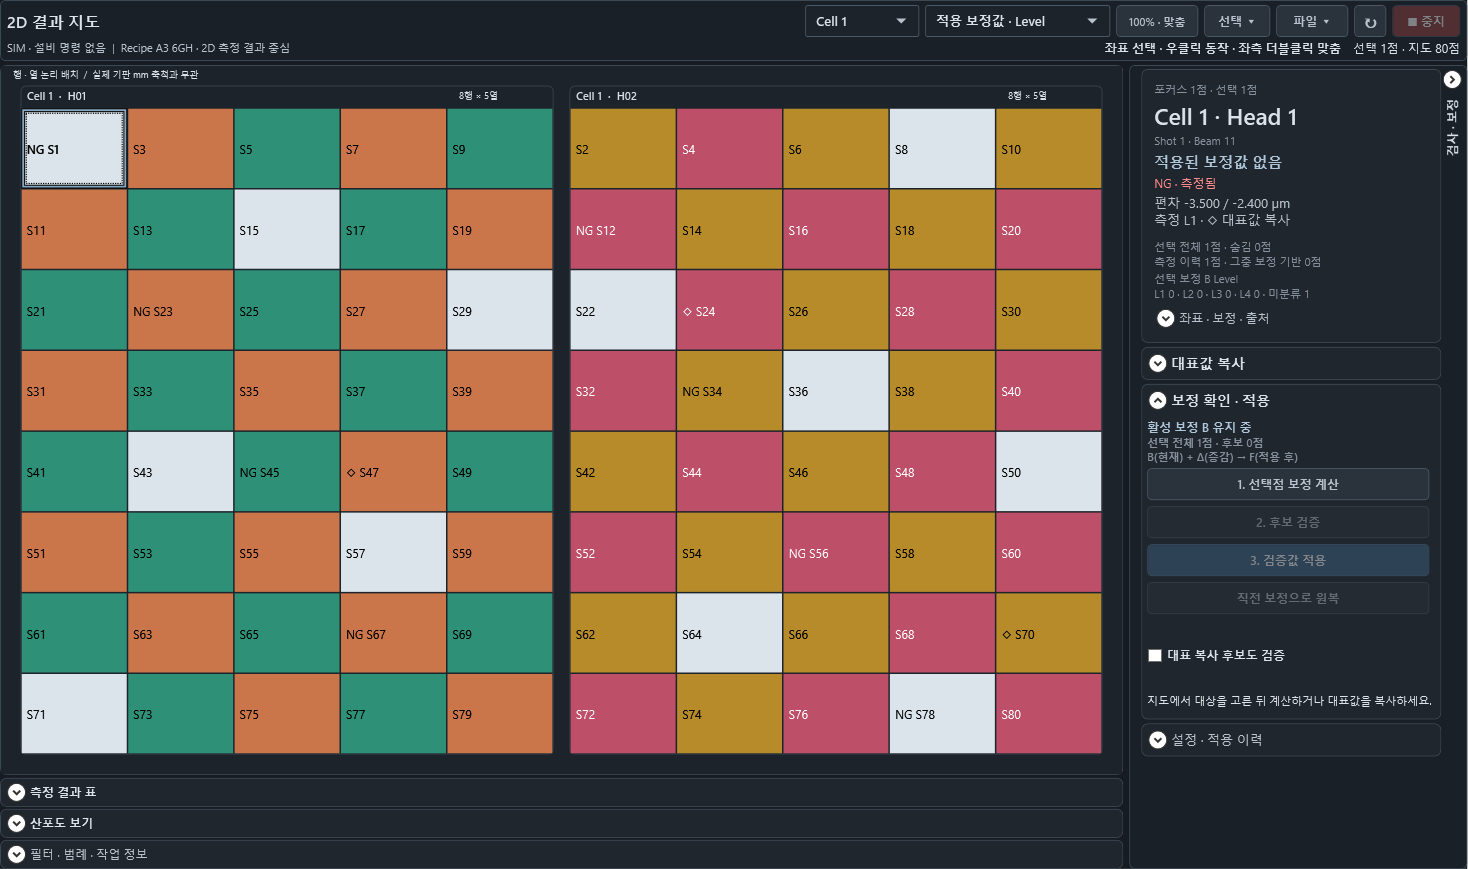 2D 결과 지도
Cell 1
적용 보정값 · Level
100% · 맞춤
선택
파일
중지
SIM · 설비 명령 없음 | Recipe A3 6GH · 2D 측정 결과 중심
좌표 선택 · 우클릭 동작 · 좌측 더블클릭 맞춤 선택 1점 · 지도 80점
행 · 열 논리 배치 / 실제 기판 mm 축척과 무관
Cell 1 · H01 8행 × 5열
NG S1 S3 S5 S7 S9
S11 S13 S15 S17 S19
S21 NG S23 S25 S27 S29
S31 S33 S35 S37 S39
S41 S43 NG S45 ◇ S47 S49
S51 S53 S55 S57 S59
S61 S63 S65 NG S67 S69
S71 S73 S75 S77 S79
Cell 1 · H02 8행 × 5열
S2 S4 S6 S8 S10
NG S12 S14 S16 S18 S20
S22 ◇ S24 S26 S28 S30
S32 NG S34 S36 S38 S40
S42 S44 S46 S48 S50
S52 S54 NG S56 S58 S60
S62 S64 S66 S68 ◇ S70
S72 S74 S76 NG S78 S80
측정 결과 표
산포도 보기
필터 · 범례 · 작업 정보
포커스 1점 · 선택 1점
Cell 1 · Head 1
Shot 1 · Beam 11
적용된 보정값 없음
NG · 측정됨
편차 -3.500 / -2.400 µm
측정 L1 · ◇ 대표값 복사
선택 전체 1점 · 숨김 0점
측정 이력 1점 · 그중 보정 기반 0점
선택 보정 B Level
L1 0 · L2 0 · L3 0 · L4 0 · 미분류 1
좌표 · 보정 · 출처
대표값 복사
보정 확인 · 적용
활성 보정 B 유지 중
선택 전체 1점 · 후보 0점
B(현재) + Δ(증감) → F(적용 후)
1. 선택점 보정 계산
2. 후보 검증
3. 검증값 적용
직전 보정으로 원복
대표 복사 후보도 검증
지도에서 대상을 고른 뒤 계산하거나 대표값을 복사하세요.
설정 · 적용 이력
검사 · 보정